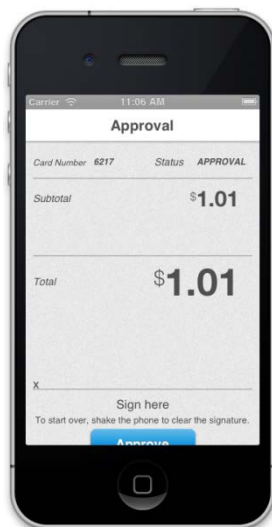 Carrier 11:06 AM
Approval
Card Number 6217 Status APPROVAL
Subtotal $1.01
Total $1.01
x
Sign here
To start over, shake the phone to clear the signature.
Approve